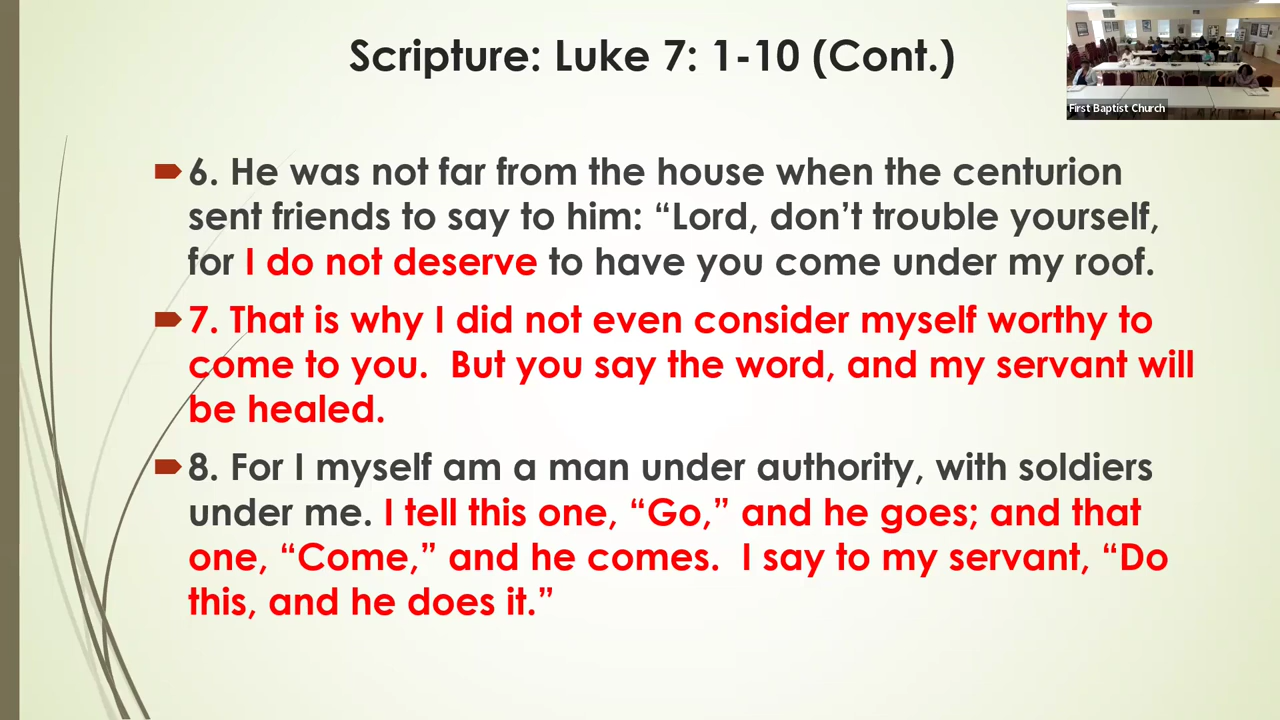 Scripture: Luke 7: 1-10 (Cont.)
First Baptist Church
6. He was not far from the house when the centurion
sent friends to say to him: “Lord, don’t trouble yourself,
for I do not deserve to have you come under my roof.
7. That is why I did not even consider myself worthy to
come to you.  But you say the word, and my servant will
be healed.
8. For I myself am a man under authority, with soldiers
under me. I tell this one, “Go,” and he goes; and that
one, “Come,” and he comes.  I say to my servant, “Do
this, and he does it.”